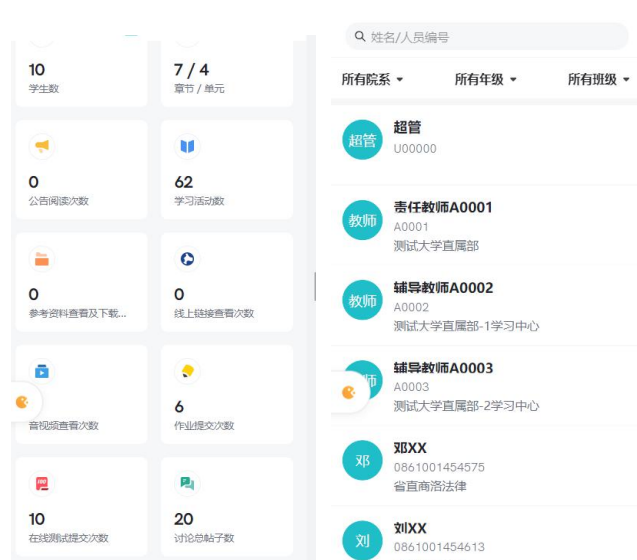 10
学生数
7 / 4
章节 / 单元
0
公告阅读次数
62
学习活动数
0
参考资料查看及下载...
0
线上链接查看次数
音视频查看次数
6
作业提交次数
10
在线测试提交次数
20
讨论总帖子数
姓名/人员编号
所有院系
所有年级
所有班级
超管
超管
U00000
教师
责任教师A0001
A0001
测试大学直属部
教师
辅导教师A0002
A0002
测试大学直属部-1学习中心
师
辅导教师A0003
A0003
测试大学直属部-2学习中心
邓
邓XX
0861001454575
省直商洛法律
刘
刘XX
0861001454613